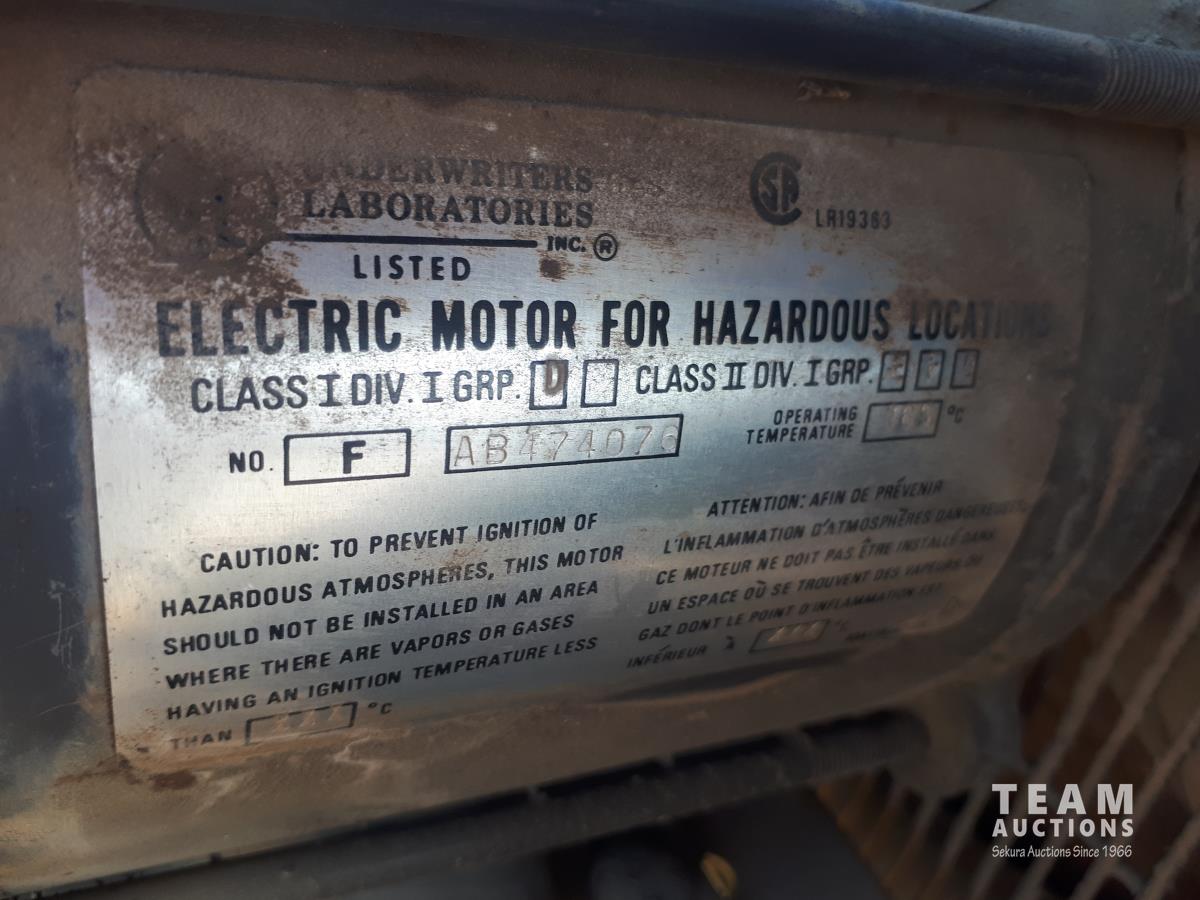 UNDERWRITERS
LABORATORIES
INC.®
LISTED
CSA
LR19363
ELECTRIC MOTOR FOR HAZARDOUS LOCATIONS
CLASS I DIV. I GRP. D CLASS II DIV. I GRP.
NO. F AB474076
OPERATING
TEMPERATURE °C
CAUTION: TO PREVENT IGNITION OF
HAZARDOUS ATMOSPHERES, THIS MOTOR
SHOULD NOT BE INSTALLED IN AN AREA
WHERE THERE ARE VAPORS OR GASES
HAVING AN IGNITION TEMPERATURE LESS
THAN °C
ATTENTION: AFIN DE PRÉVENIR
L'INFLAMMATION D'ATMOSPHÈRES DANGEREUSES
CE MOTEUR NE DOIT PAS ÊTRE INSTALLÉ DANS
UN ESPACE OÙ SE TROUVENT DES VAPEURS OU
GAZ DONT LE POINT D'INFLAMMATION EST
INFÉRIEUR À °C
TEAM
AUCTIONS
Sekura Auctions Since 1966